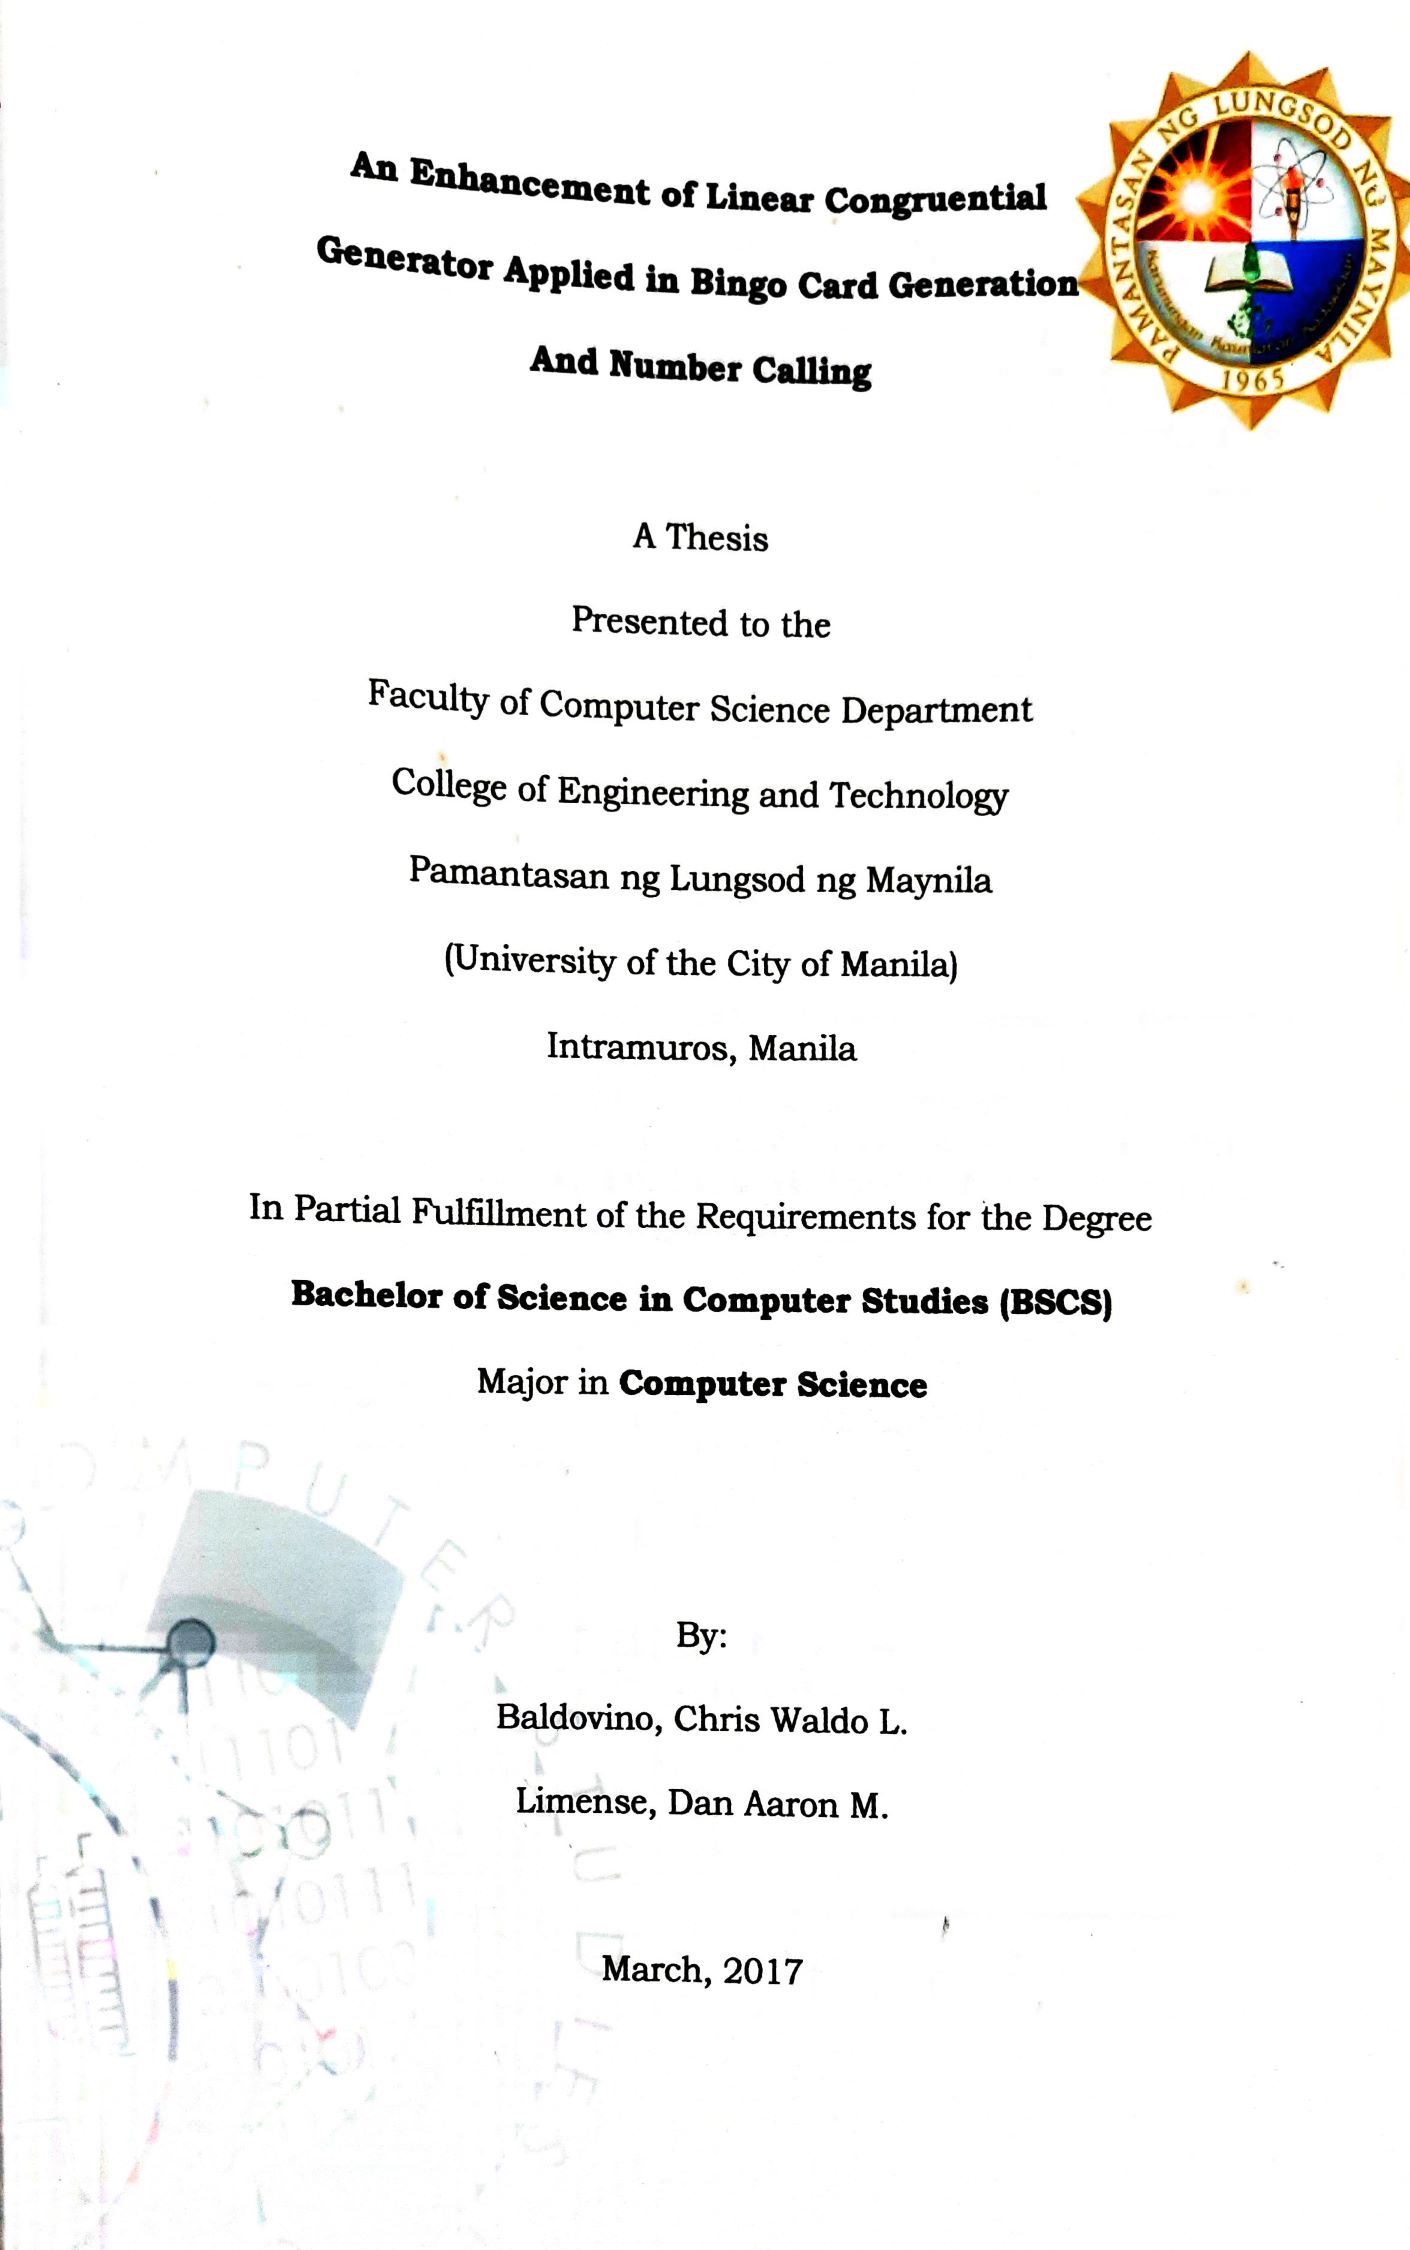 An Enhancement of Linear Congruential
Generator Applied in Bingo Card Generation
And Number Calling
PAMANTASAN NG LUNGSOD NG MAYNILA
1965
A Thesis
Presented to the
Faculty of Computer Science Department
College of Engineering and Technology
Pamantasan ng Lungsod ng Maynila
(University of the City of Manila)
Intramuros, Manila
In Partial Fulfillment of the Requirements for the Degree
Bachelor of Science in Computer Studies (BSCS)
Major in Computer Science
COMPUTER STUDIES
By:
Baldovino, Chris Waldo L.
Limense, Dan Aaron M.
March, 2017